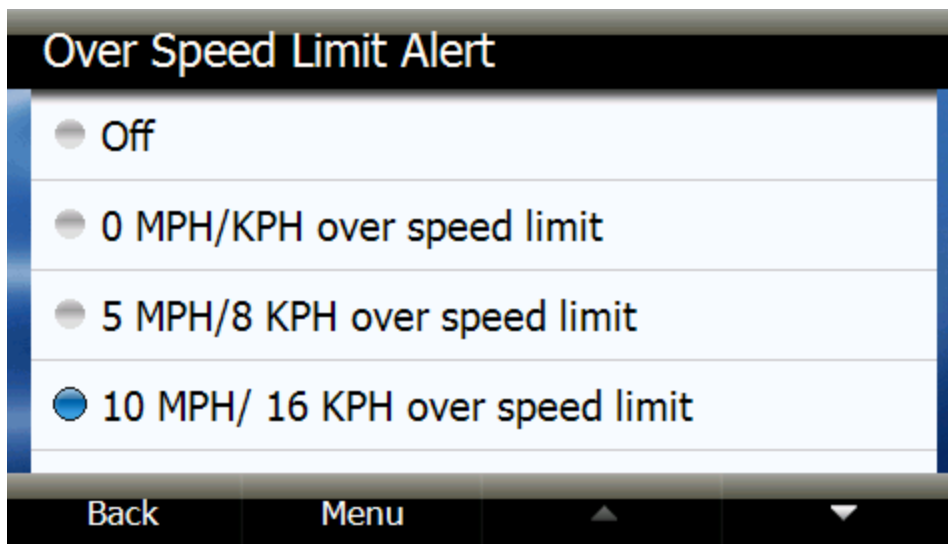 Over Speed Limit Alert
Off
0 MPH/KPH over speed limit
5 MPH/8 KPH over speed limit
10 MPH/ 16 KPH over speed limit
Back Menu